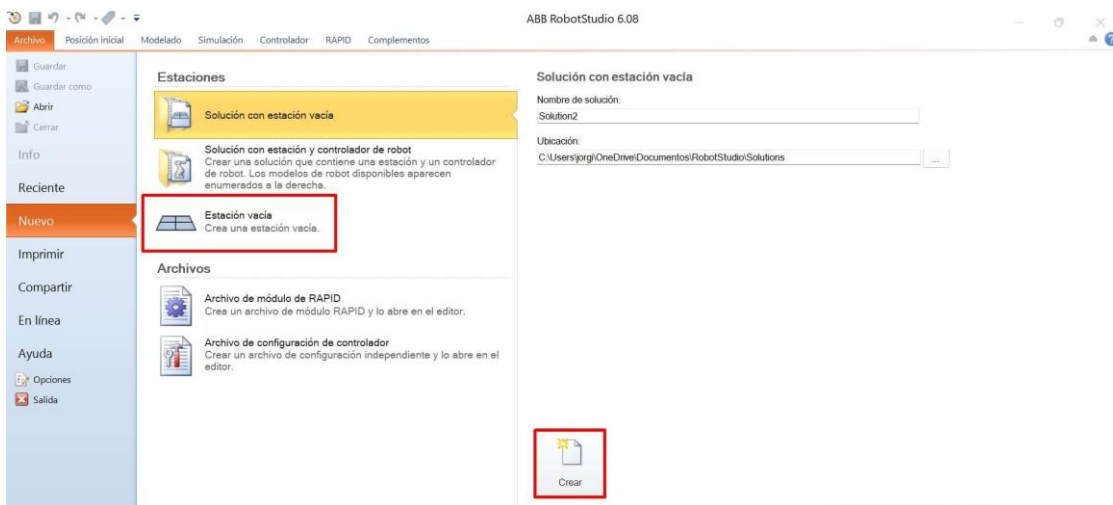 ABB RobotStudio 6.08
Archivo Posición inicial Modelado Simulación Controlador RAPID Complementos
Guardar
Guardar como
Abrir
Cerrar
Info
Reciente
Nuevo
Imprimir
Compartir
En línea
Ayuda
Opciones
Salida
Estaciones
Solución con estación vacía
Solución con estación y controlador de robot
Crear una solución que contiene una estación y un controlador
de robot. Los modelos de robot disponibles aparecen
enumerados a la derecha.
Estación vacía
Crea una estación vacía.
Archivos
Archivo de módulo de RAPID
Crea un archivo de módulo RAPID y lo abre en el editor.
Archivo de configuración de controlador
Crear un archivo de configuración independiente y lo abre en el
editor.
Solución con estación vacía
Nombre de solución:
Solution2
Ubicación:
C:\Users\jorgi\OneDrive\Documentos\RobotStudio\Solutions
...
Crear